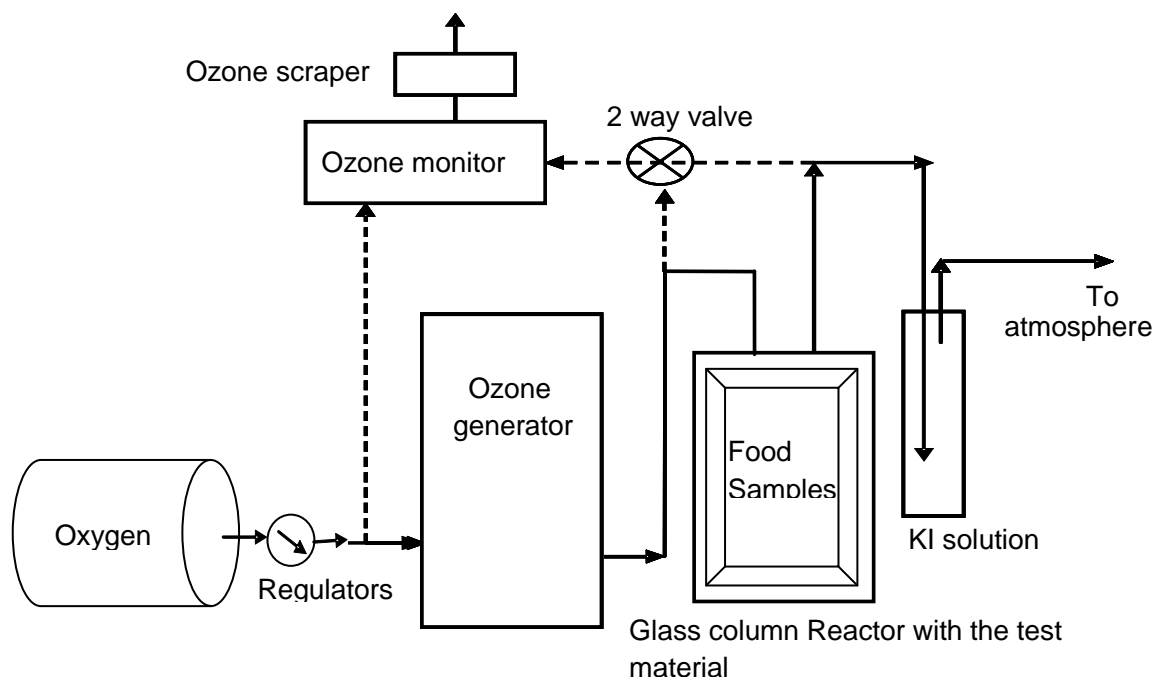 Ozone scraper
2 way valve
Ozone monitor
To
atmosphere
Ozone
generator
Food
Samples
Oxygen
Regulators
KI solution
Glass column Reactor with the test
material